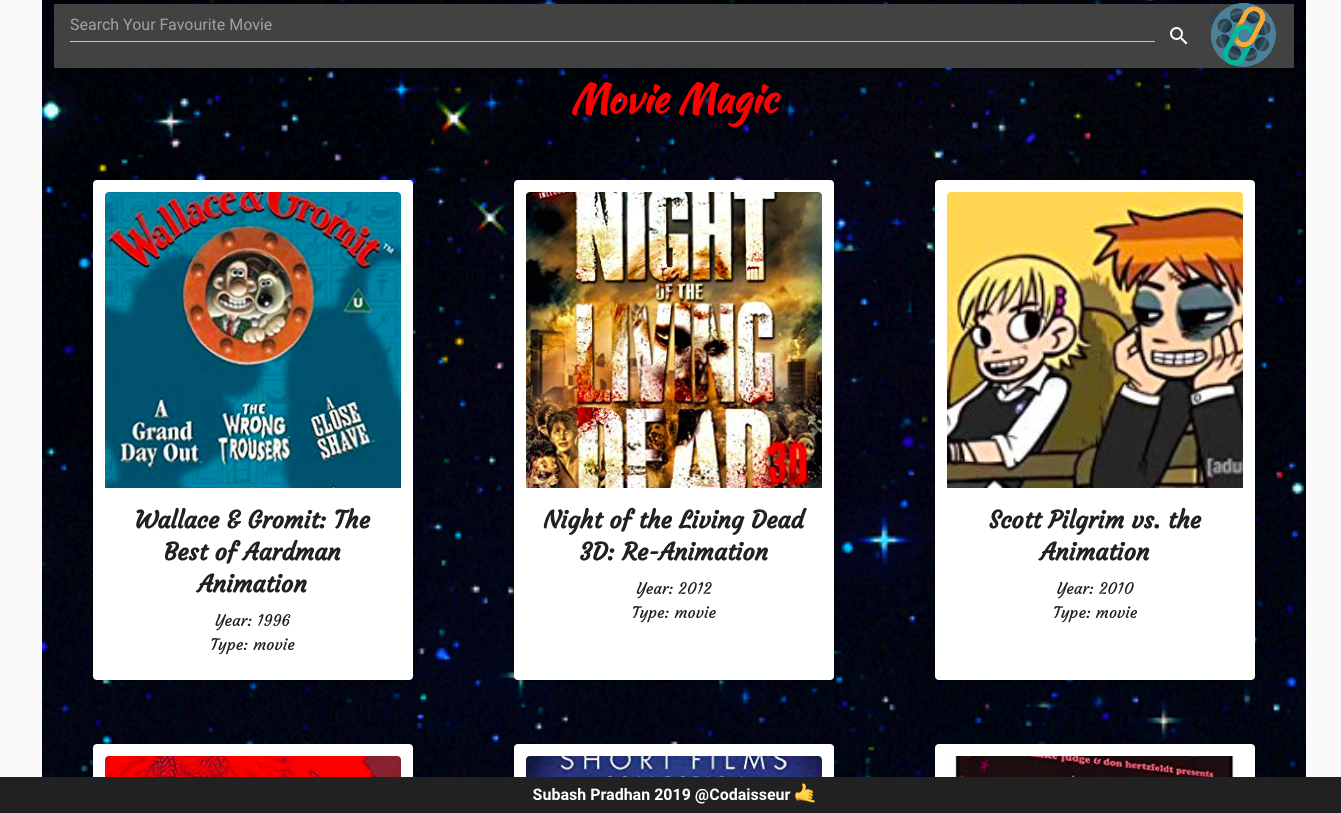 Search Your Favourite Movie
Movie Magic
Wallace & Gromit™
U
A
Grand
Day Out
THE
WRONG
TROUSERS
A
CLOSE
SHAVE
Wallace & Gromit: The
Best of Aardman
Animation
Year: 1996
Type: movie
NIGHT
OF THE
LIVING
DEAD
3D
Night of the Living Dead
3D: Re-Animation
Year: 2012
Type: movie
[adu
Scott Pilgrim vs. the
Animation
Year: 2010
Type: movie
SHORT FILMS
judge & don hertzfeldt presents
Subash Pradhan 2019 @Codaisseur 🤙